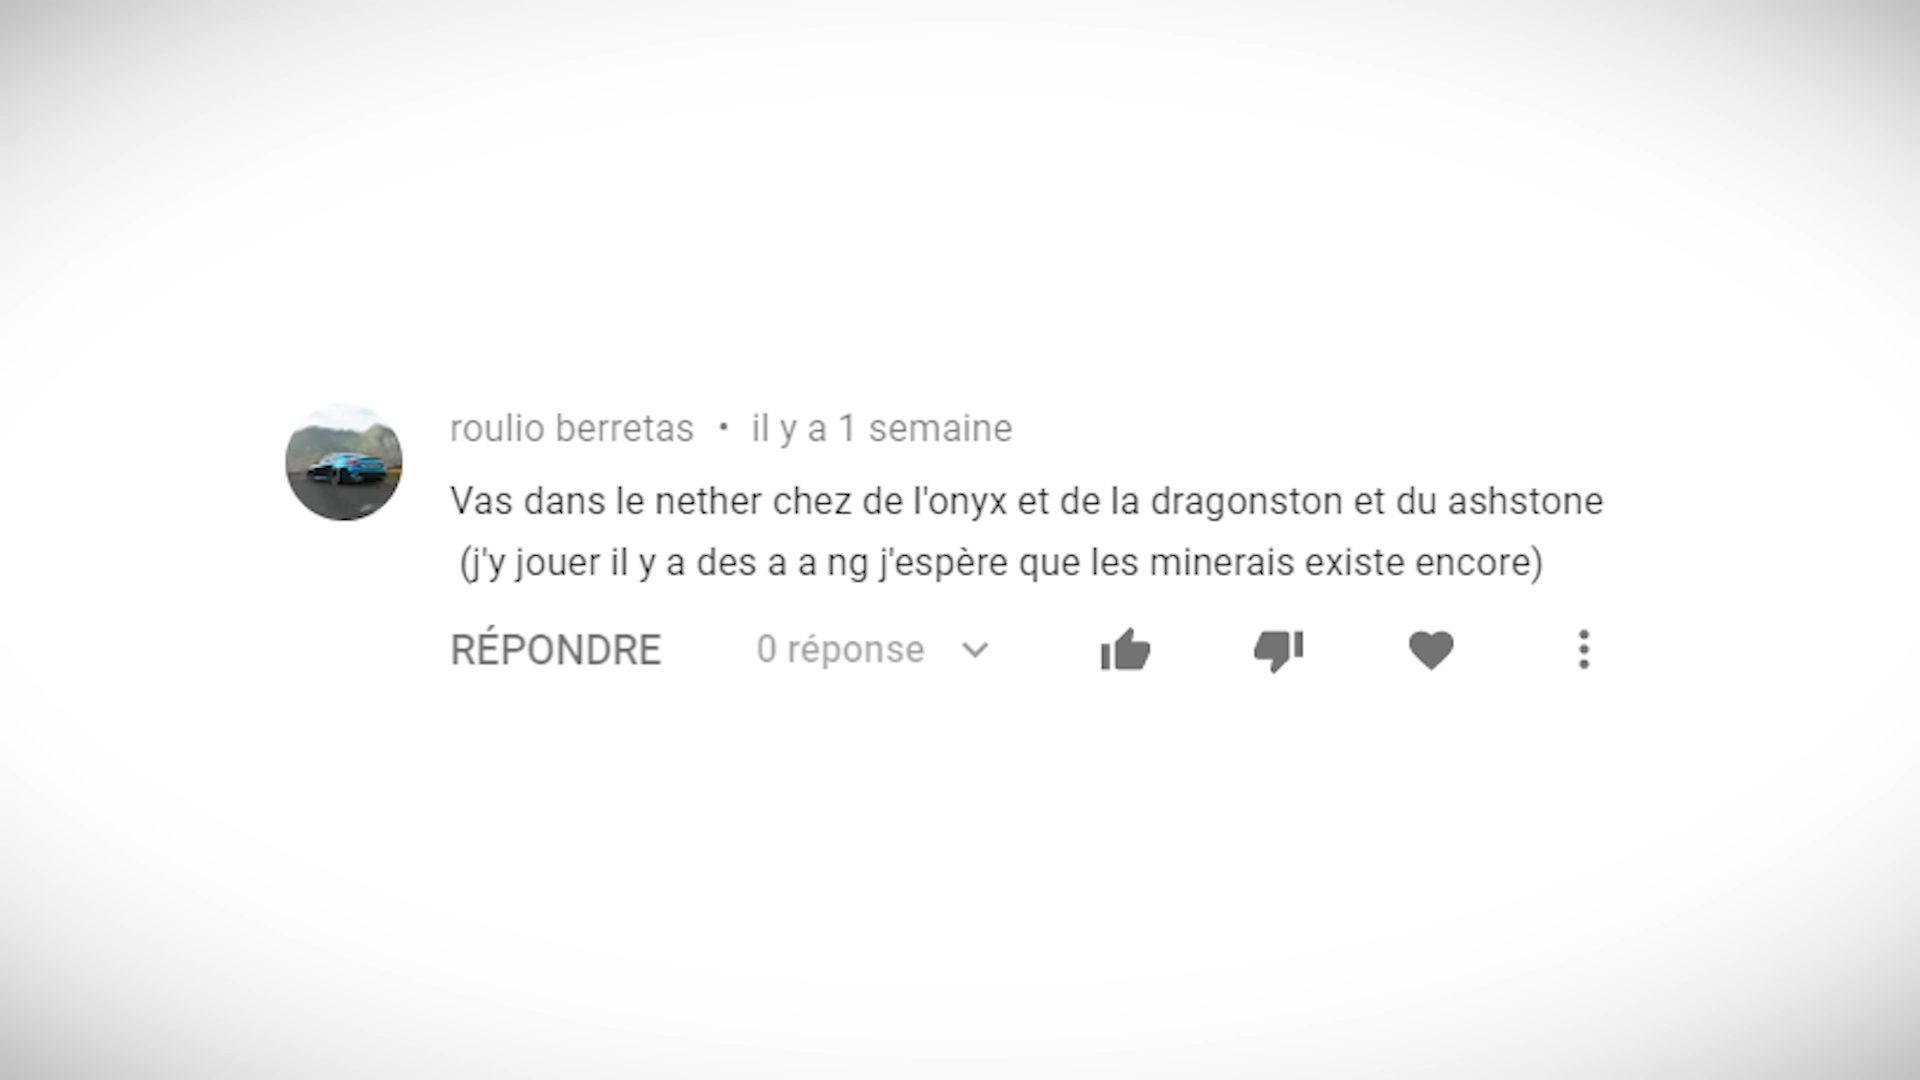 roulio berretas • il y a 1 semaine
Vas dans le nether chez de l'onyx et de la dragonston et du ashstone
(j'y jouer il y a des a a ng j'espère que les minerais existe encore)
RÉPONDRE 0 réponse